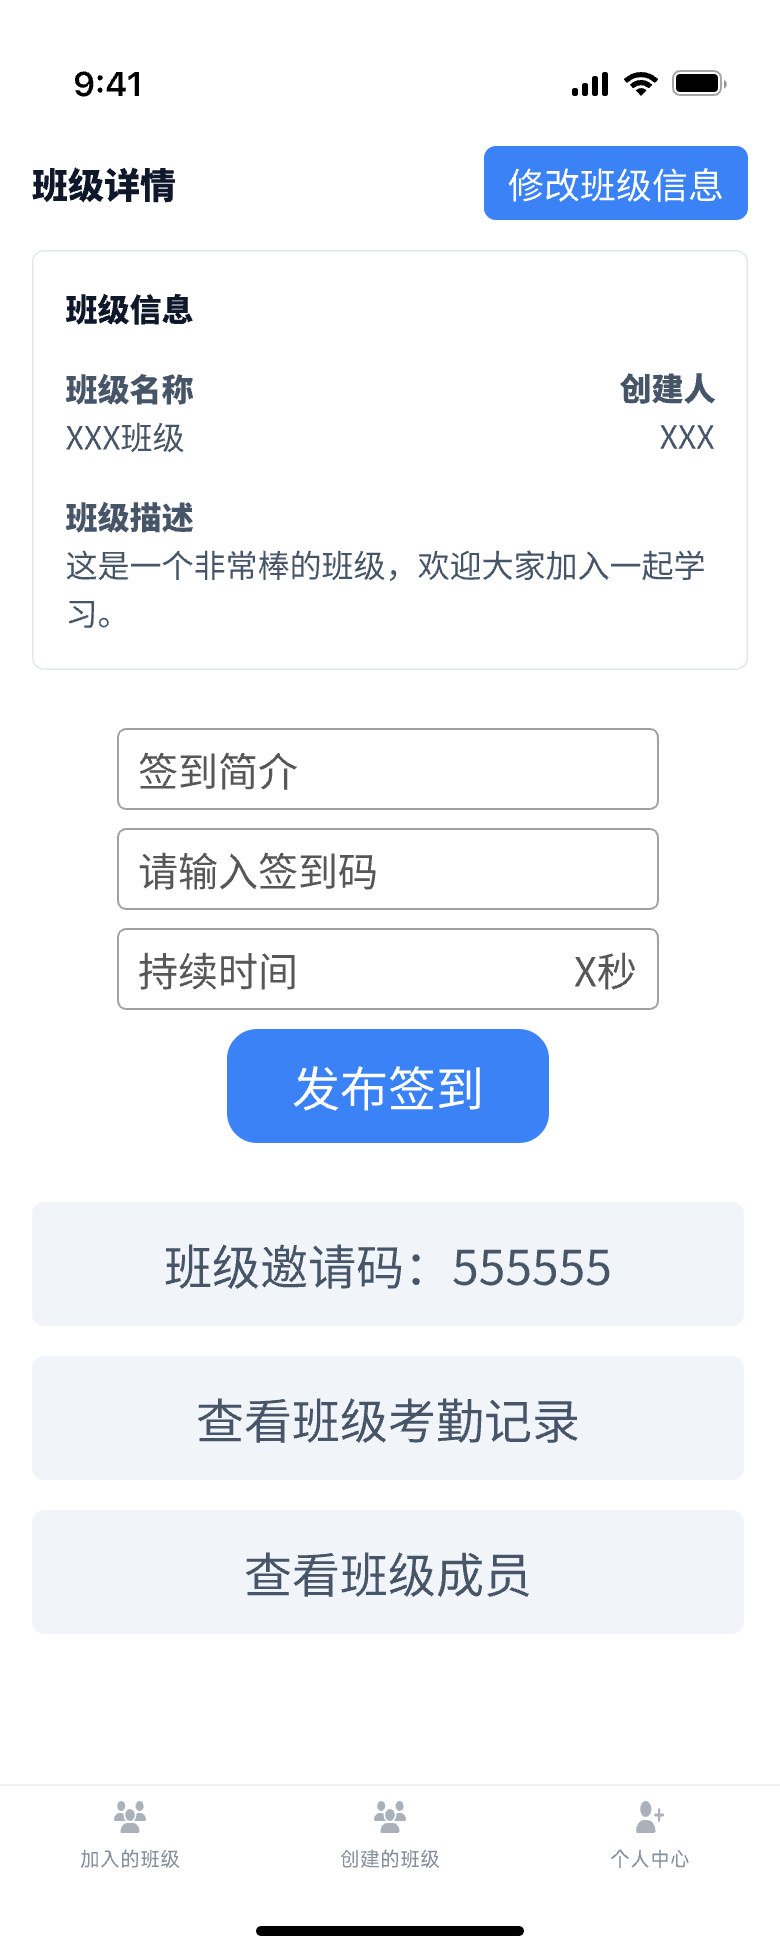 9:41
班级详情
修改班级信息
班级信息
班级名称
创建人
XXX班级
XXX
班级描述
这是一个非常棒的班级，欢迎大家加入一起学
习。
签到简介
请输入签到码
持续时间
X秒
发布签到
班级邀请码：555555
查看班级考勤记录
查看班级成员
加入的班级
创建的班级
个人中心